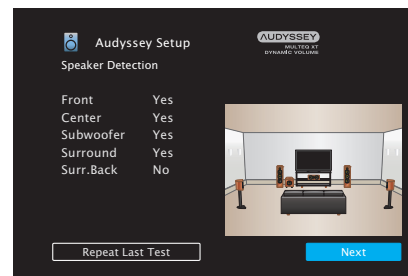 Audyssey Setup
AUDYSSEY
MULTEQ XT
DYNAMIC VOLUME
Speaker Detection
Front Yes
Center Yes
Subwoofer Yes
Surround Yes
Surr.Back No
Repeat Last Test
Next